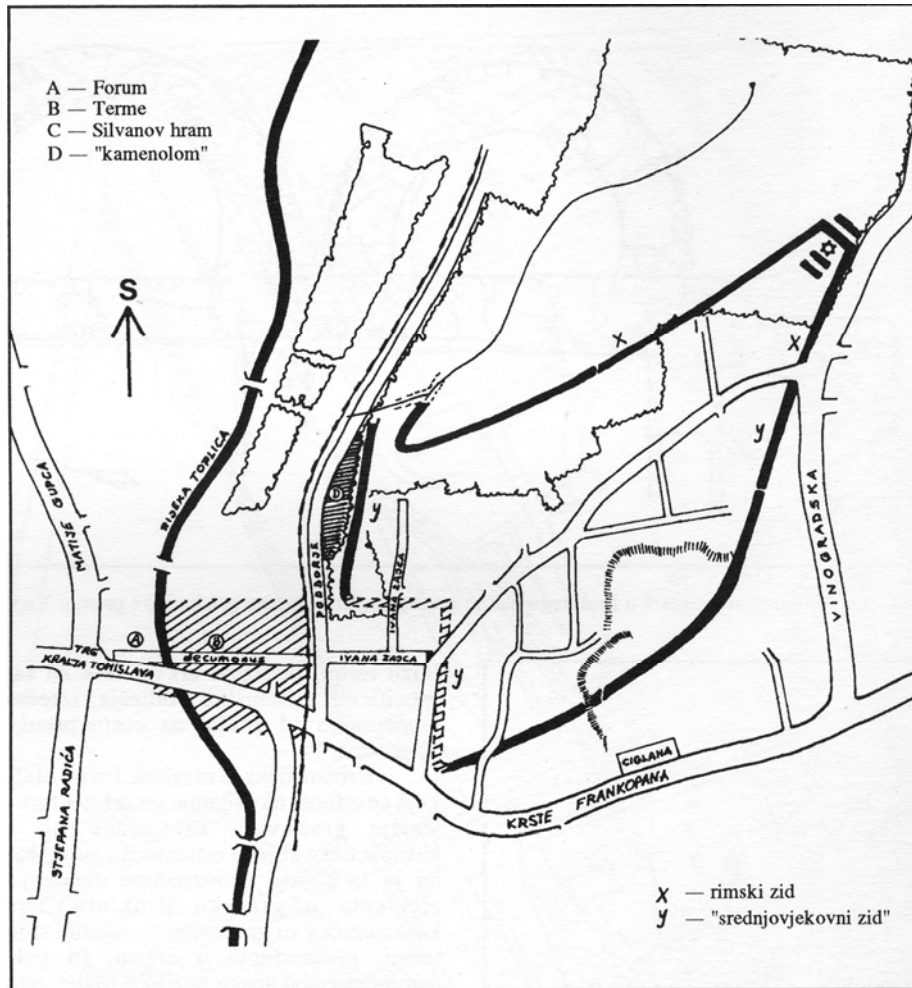 A — Forum
B — Terme
C — Silvanov hram
D — "kamenolom"
S
x
x
y
RIJEKA TOPLICA
MATIJE GUPCA
D
y
PODBORJE
IVANA ZAJCA
VINOGRADSKA
A
B
TRG
KRALJA TOMISLAVA
decumanus
IVANA ZAJCA
y
STJEPANA RADIĆA
CIGLANA
KRSTE FRANKOPANA
x — rimski zid
y — "srednjovjekovni zid"